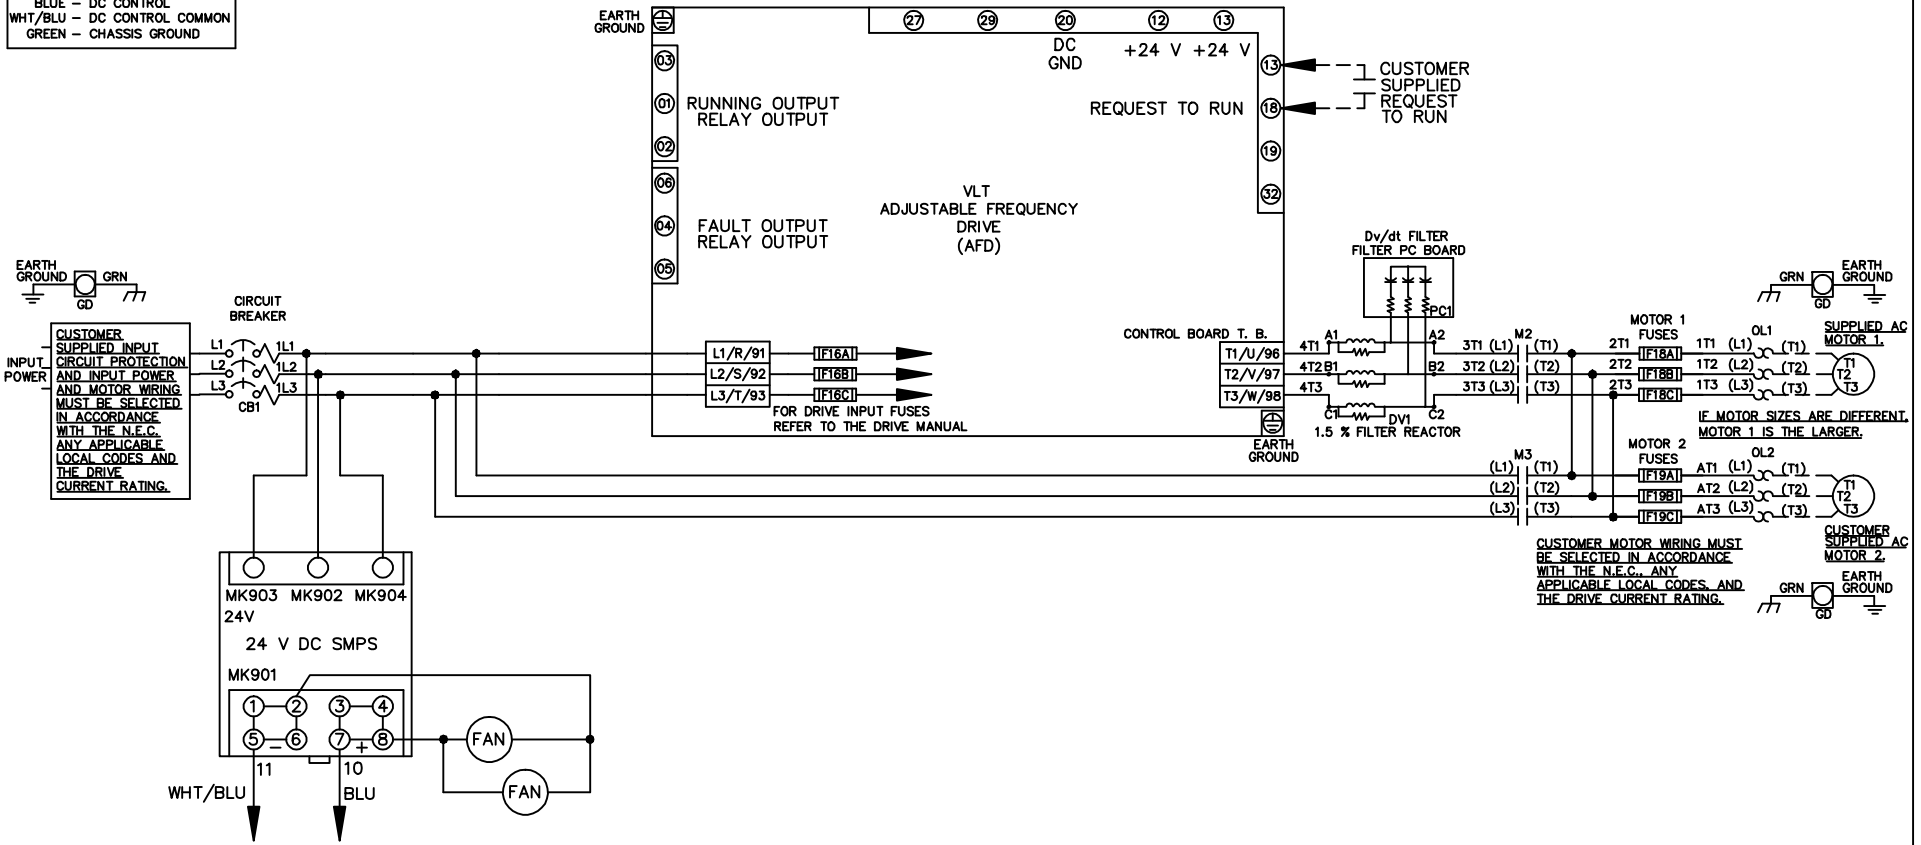 BLUE – DC CONTROL
WHT/BLU – DC CONTROL COMMON
GREEN – CHASSIS GROUND
EARTH
GROUND
27 29 20 12 13
DC
GND
+24 V +24 V
03
01
02
RUNNING OUTPUT
RELAY OUTPUT
06
04
05
FAULT OUTPUT
RELAY OUTPUT
13
18
19
32
REQUEST TO RUN
CUSTOMER
SUPPLIED
REQUEST
TO RUN
VLT
ADJUSTABLE FREQUENCY
DRIVE
(AFD)
EARTH
GROUND
GRN
GD
CIRCUIT
BREAKER
INPUT
POWER
CUSTOMER
SUPPLIED INPUT
CIRCUIT PROTECTION
AND INPUT POWER
AND MOTOR WIRING
MUST BE SELECTED
IN ACCORDANCE
WITH THE N.E.C.
ANY APPLICABLE
LOCAL CODES AND
THE DRIVE
CURRENT RATING.
L1 1L1
L2 1L2
L3 1L3
CB1
L1/R/91 F16A
L2/S/92 F16B
L3/T/93 F16C
FOR DRIVE INPUT FUSES
REFER TO THE DRIVE MANUAL
CONTROL BOARD T. B.
T1/U/96
T2/V/97
T3/W/98
EARTH
GROUND
Dv/dt FILTER
FILTER PC BOARD
PC1
4T1 A1 A2
4T2 B1 B2
4T3 C1 C2
DV1
1.5 % FILTER REACTOR
M2
3T1 (L1) (T1)
3T2 (L2) (T2)
3T3 (L3) (T3)
MOTOR 1
FUSES
2T1 F18A 1T1 (L1) (T1)
2T2 F18B 1T2 (L2) (T2)
2T3 F18C 1T3 (L3) (T3)
OL1
GRN
GD
EARTH
GROUND
SUPPLIED AC
MOTOR 1.
T1
T2
T3
IF MOTOR SIZES ARE DIFFERENT,
MOTOR 1 IS THE LARGER.
M3
(L1) (T1)
(L2) (T2)
(L3) (T3)
MOTOR 2
FUSES
F19A AT1 (L1) (T1)
F19B AT2 (L2) (T2)
F19C AT3 (L3) (T3)
OL2
T1
T2
T3
CUSTOMER
SUPPLIED AC
MOTOR 2.
CUSTOMER MOTOR WIRING MUST
BE SELECTED IN ACCORDANCE
WITH THE N.E.C., ANY
APPLICABLE LOCAL CODES, AND
THE DRIVE CURRENT RATING.
GRN
GD
EARTH
GROUND
MK903 MK902 MK904
24V
24 V DC SMPS
MK901
1 2 3 4
5 – 6 7 + 8
11 10
WHT/BLU BLU
FAN
FAN